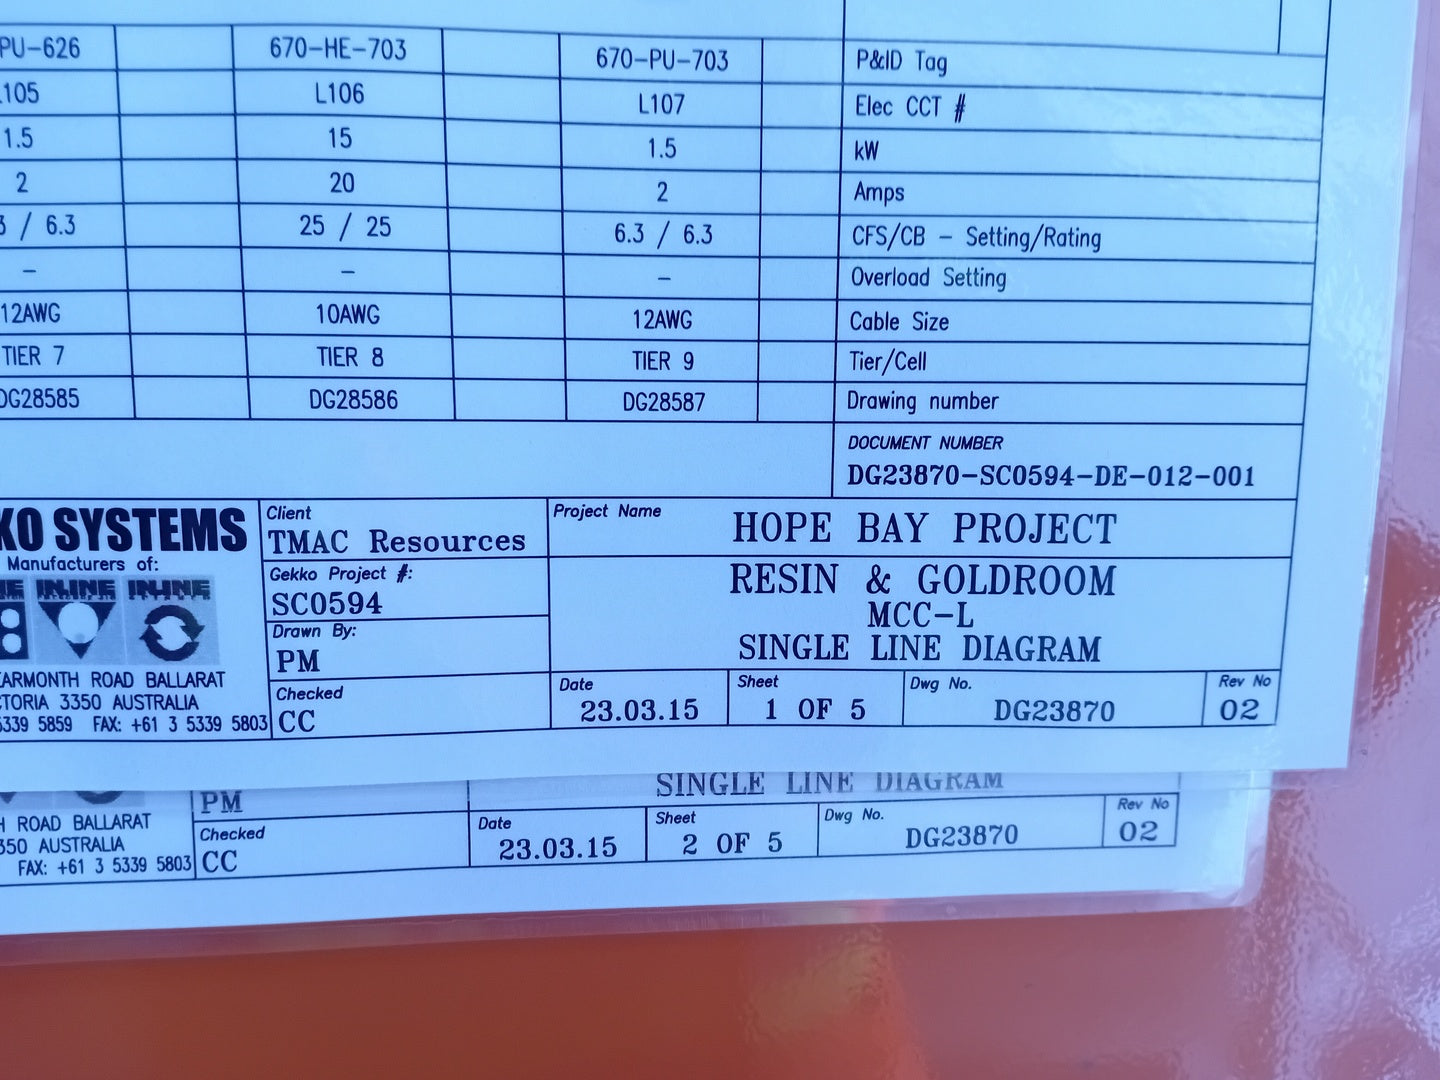 PU-626 670-HE-703 670-PU-703 P&ID Tag
L105 L106 L107 Elec CCT #
1.5 15 1.5 kW
2 20 2 Amps
3 / 6.3 25 / 25 6.3 / 6.3 CFS/CB - Setting/Rating
- - - Overload Setting
12AWG 10AWG 12AWG Cable Size
TIER 7 TIER 8 TIER 9 Tier/Cell
DG28585 DG28586 DG28587 Drawing number
DOCUMENT NUMBER
DG23870-SC0594-DE-012-001
KO SYSTEMS
Manufacturers of:
INLINE INLINE
ARMONTH ROAD BALLARAT
TORIA 3350 AUSTRALIA
5339 5859 FAX: +61 3 5339 5803
Client
TMAC Resources
Gekko Project #:
SC0594
Drawn By:
PM
Checked
CC
Project Name
HOPE BAY PROJECT
RESIN & GOLDROOM
MCC-L
SINGLE LINE DIAGRAM
Date
23.03.15
Sheet
1 OF 5
Dwg No.
DG23870
Rev No
02
SINGLE LINE DIAGRAM
PM
H ROAD BALLARAT
350 AUSTRALIA
FAX: +61 3 5339 5803
Checked
CC
Date
23.03.15
Sheet
2 OF 5
Dwg No.
DG23870
Rev No
02